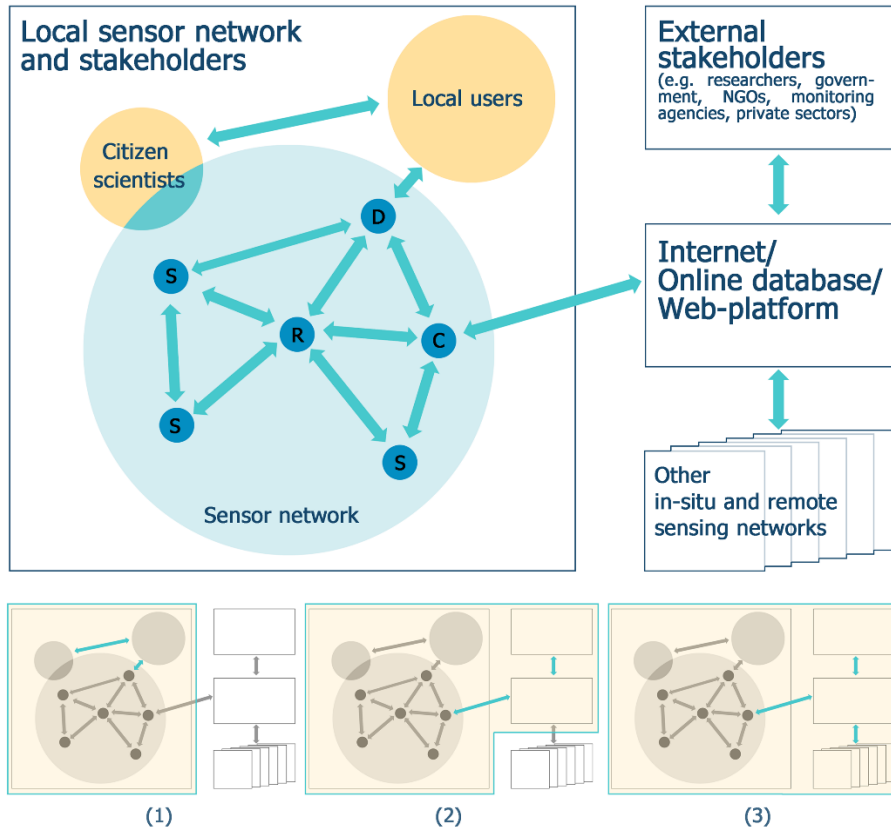 Local sensor network
and stakeholders
Local users
Citizen
scientists
D
S
R
C
S
S
Sensor network
External
stakeholders
(e.g. researchers, govern-
ment, NGOs, monitoring
agencies, private sectors)
Internet/
Online database/
Web-platform
Other
in-situ and remote
sensing networks
(1)
(2)
(3)